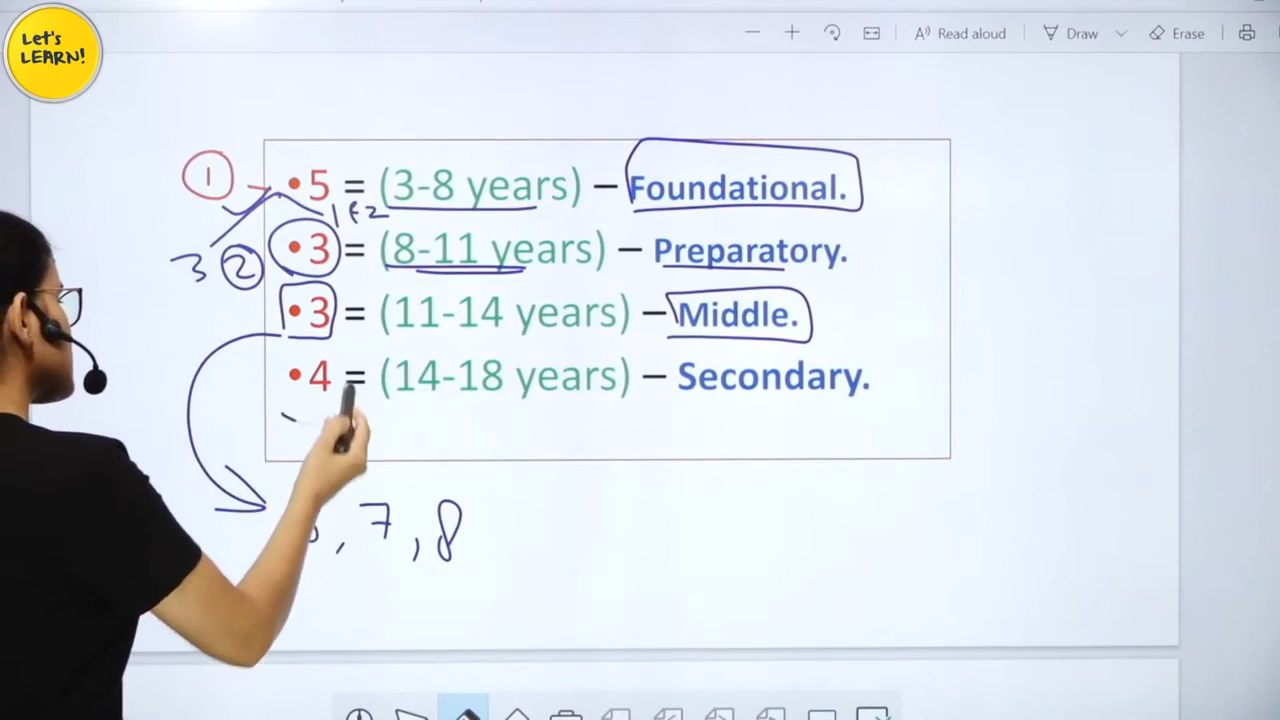 Let's
LEARN!
Read aloud
Draw
Erase
1
•5 = (3-8 years) – Foundational.
1 & 2
3 2
•3 = (8-11 years) – Preparatory.
•3 = (11-14 years) – Middle.
•4 = (14-18 years) – Secondary.
, 7, 8